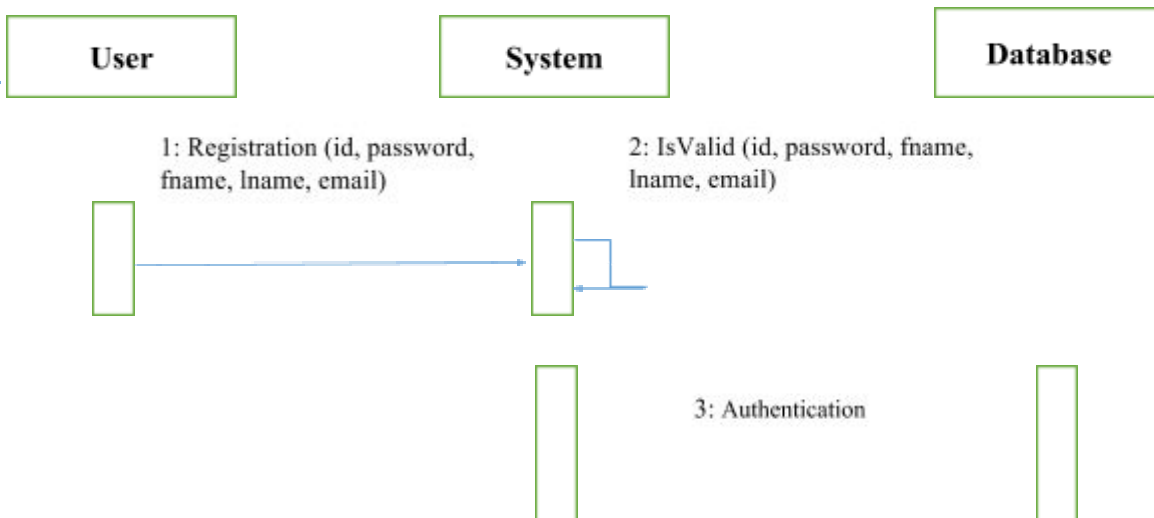 User
System
Database
1: Registration (id, password,
fname, lname, email)
2: IsValid (id, password, fname,
lname, email)
3: Authentication